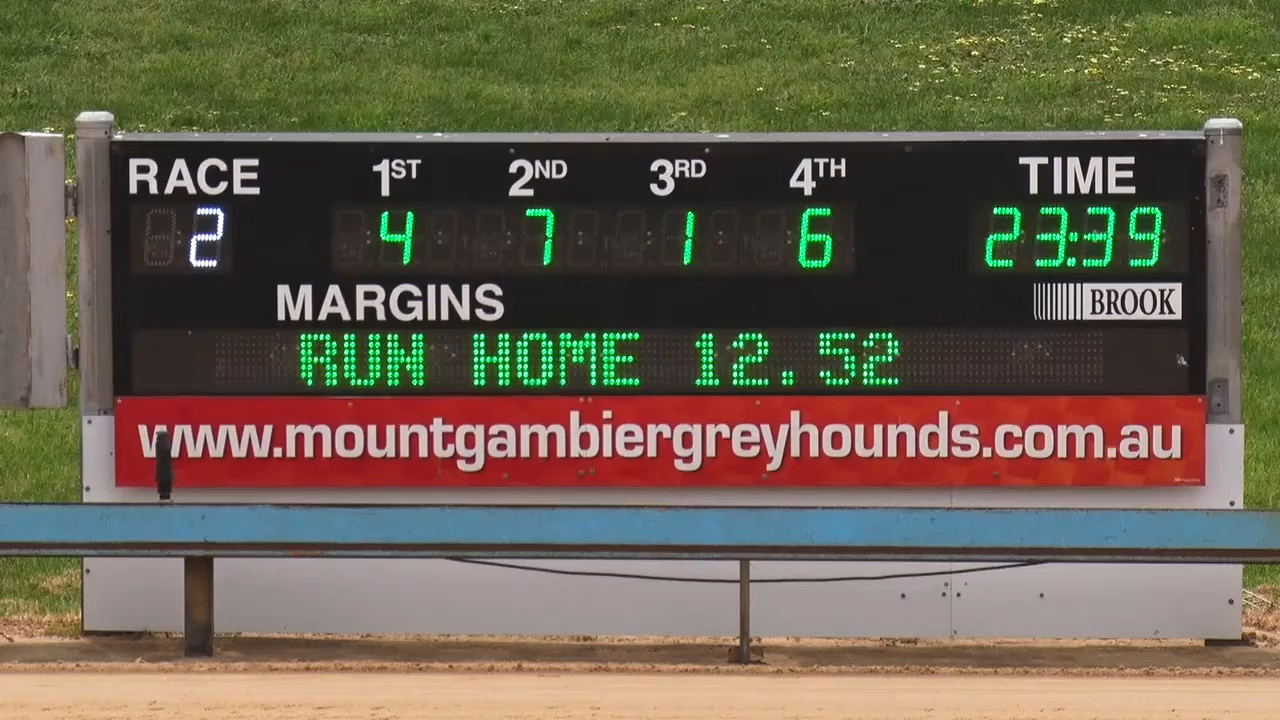 RACE 1ST 2ND 3RD 4TH TIME
2 4 7 1 6 23:39
MARGINS BROOK
RUN HOME 12.52
www.mountgambiergreyhounds.com.au